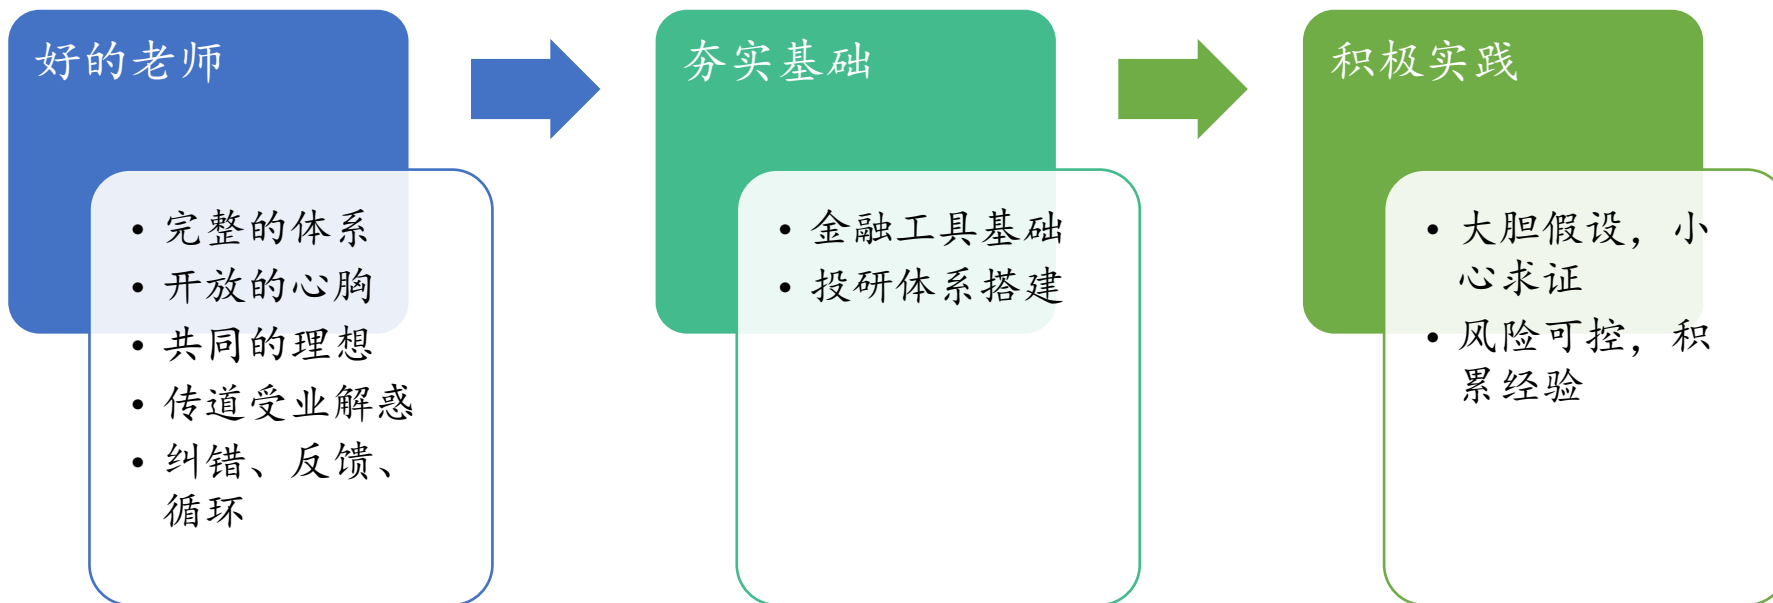 好的老师
• 完整的体系
• 开放的心胸
• 共同的理想
• 传道受业解惑
• 纠错、反馈、
循环
夯实基础
• 金融工具基础
• 投研体系搭建
积极实践
• 大胆假设，小
心求证
• 风险可控，积
累经验